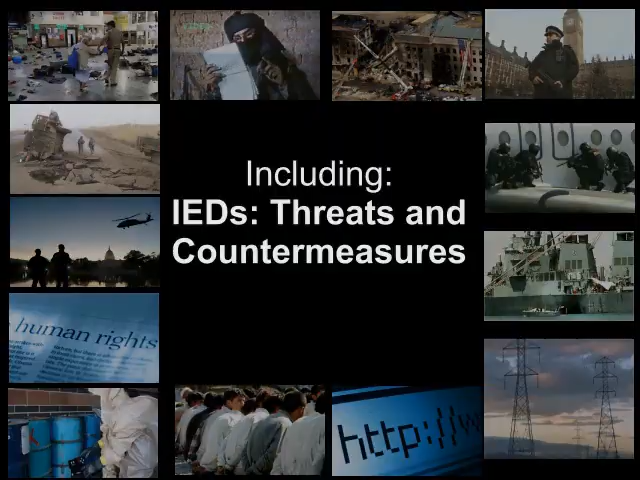 Including:
IEDs: Threats and
Countermeasures
human rights
http://w